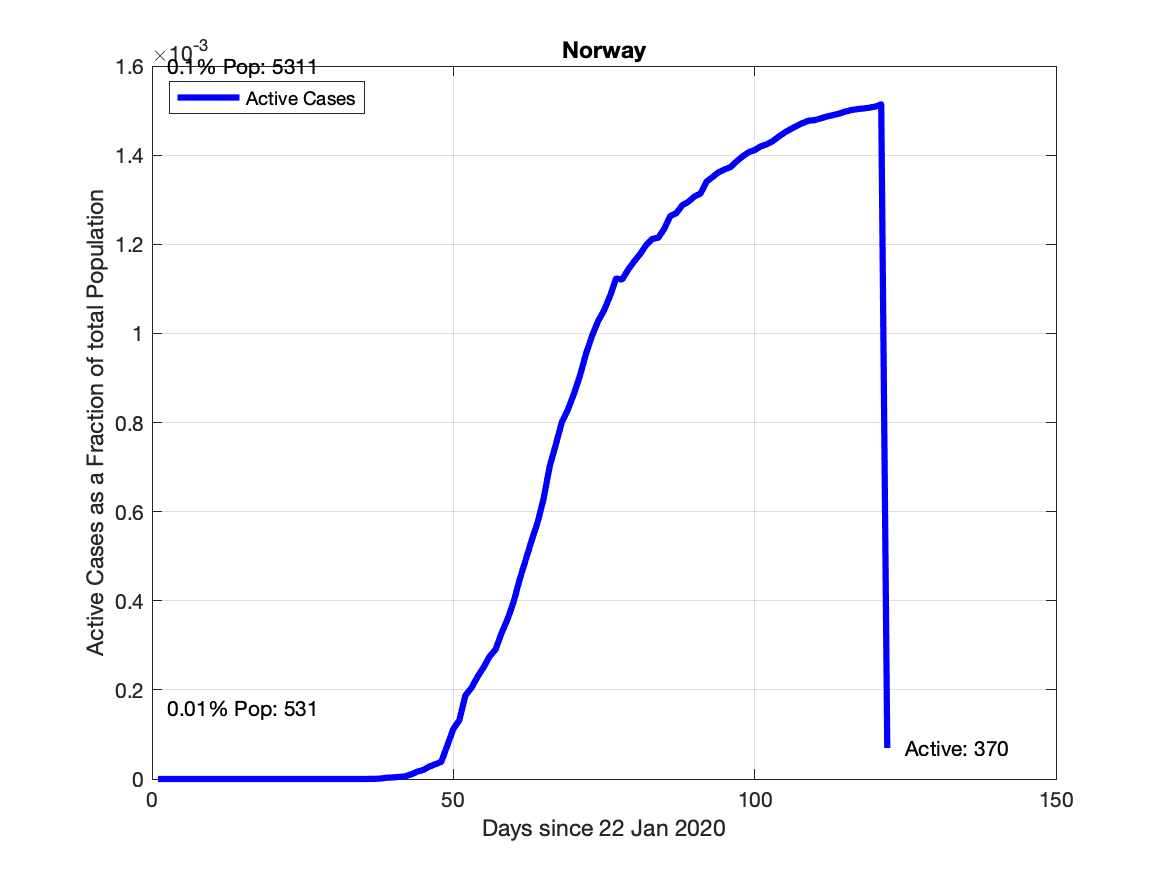 Norway
×10-3
0.1% Pop: 5311
Active Cases
1.6
1.4
1.2
1
0.8
0.6
0.4
0.2
0
Active Cases as a Fraction of total Population
0.01% Pop: 531
Active: 370
0 50 100 150
Days since 22 Jan 2020